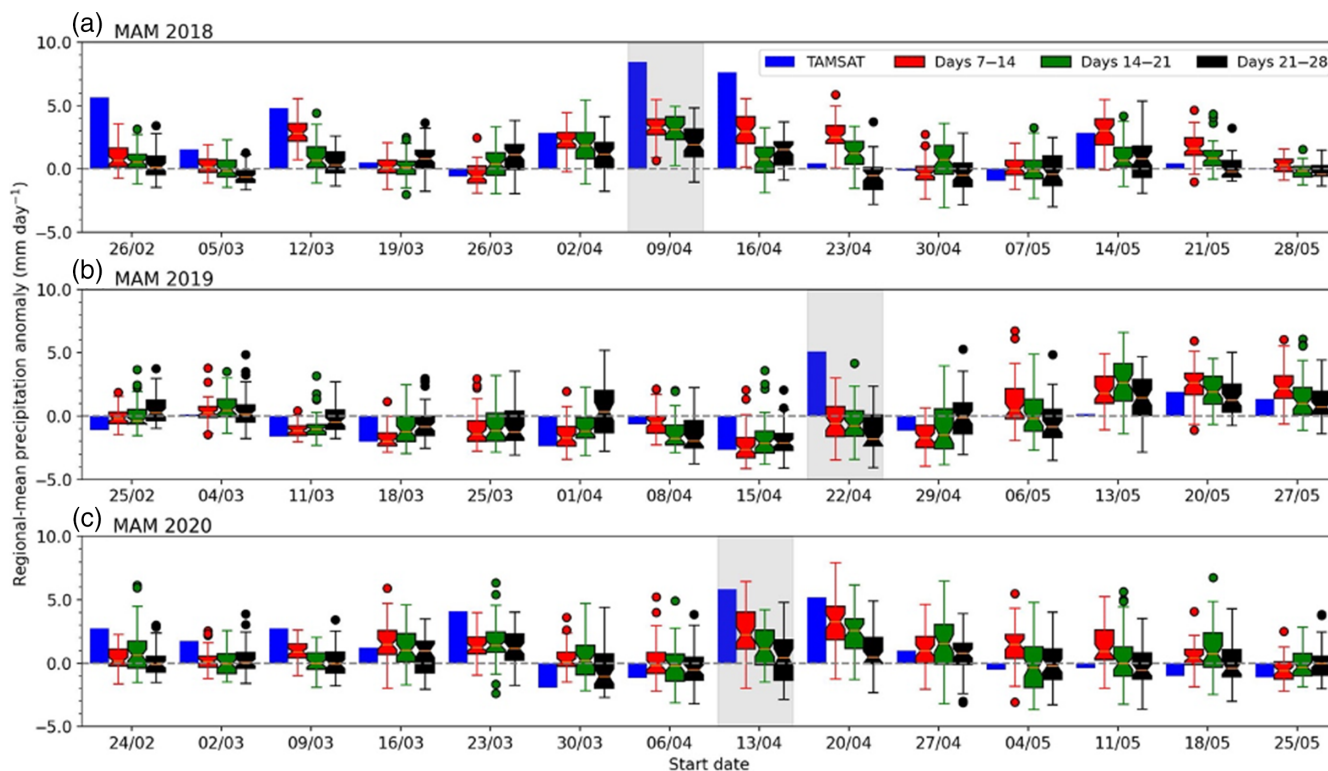 (a) MAM 2018
TAMSAT Days 7−14 Days 14−21 Days 21−28
10.0
5.0
0.0
−5.0
26/02 05/03 12/03 19/03 26/03 02/04 09/04 16/04 23/04 30/04 07/05 14/05 21/05 28/05
(b) MAM 2019
10.0
5.0
0.0
−5.0
25/02 04/03 11/03 18/03 25/03 01/04 08/04 15/04 22/04 29/04 06/05 13/05 20/05 27/05
(c) MAM 2020
10.0
5.0
0.0
−5.0
24/02 02/03 09/03 16/03 23/03 30/03 06/04 13/04 20/04 27/04 04/05 11/05 18/05 25/05
Start date
Regional-mean precipitation anomaly (mm day⁻¹)